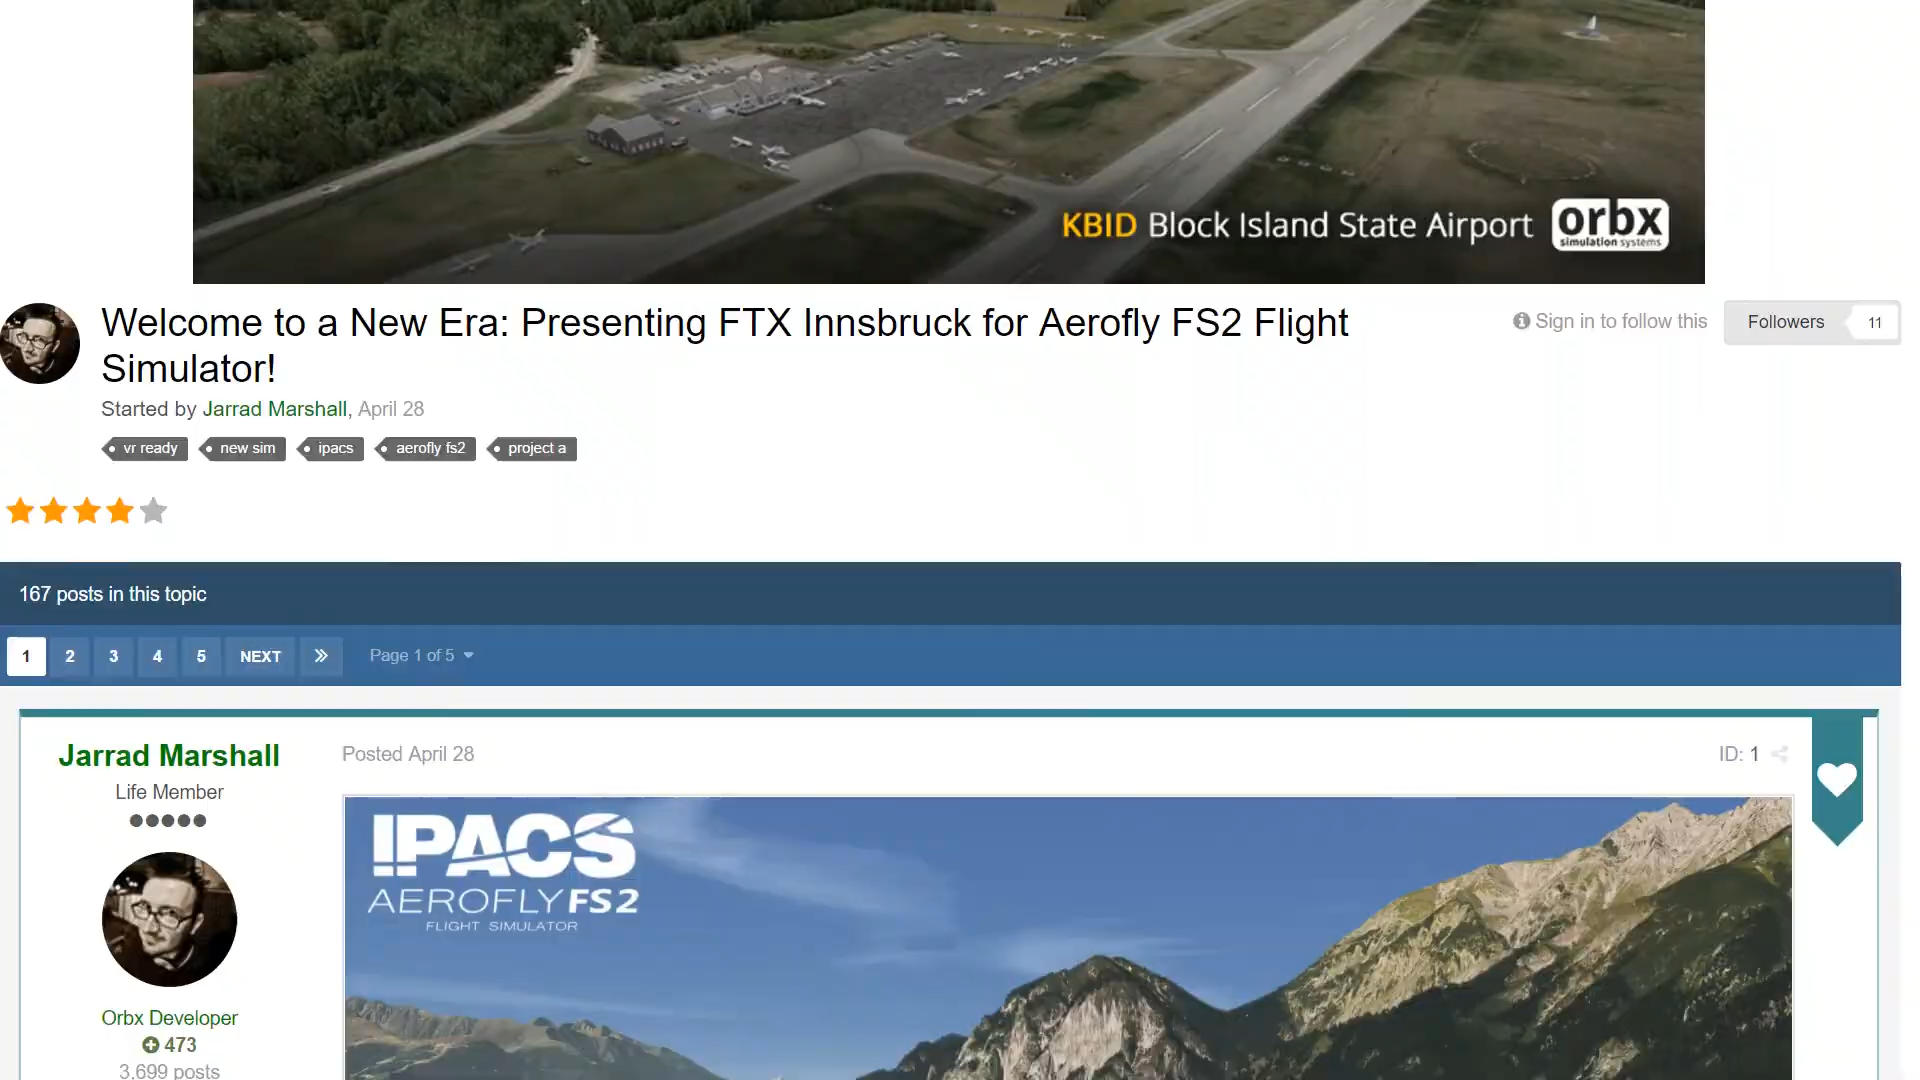 KBID Block Island State Airport
orbx
simulation systems
Welcome to a New Era: Presenting FTX Innsbruck for Aerofly FS2 Flight
Simulator!
Sign in to follow this
Followers 11
Started by Jarrad Marshall, April 28
vr ready
new sim
ipacs
aerofly fs2
project a
167 posts in this topic
1 2 3 4 5 NEXT » Page 1 of 5
Jarrad Marshall
Life Member
Posted April 28
ID: 1
IPACS
AEROFLY FS2
FLIGHT SIMULATOR
Orbx Developer
473
3,699 posts